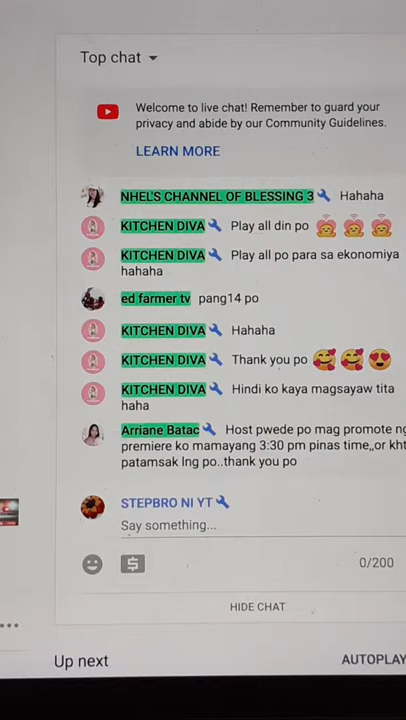 Top chat
Welcome to live chat! Remember to guard your
privacy and abide by our Community Guidelines.
LEARN MORE
NHEL'S CHANNEL OF BLESSING 3 Hahaha
KITCHEN DIVA Play all din po
KITCHEN DIVA Play all po para sa ekonomiya
hahaha
ed farmer tv pang14 po
KITCHEN DIVA Hahaha
KITCHEN DIVA Thank you po
KITCHEN DIVA Hindi ko kaya magsayaw tita
haha
Arriane Batac Host pwede po mag promote ng
premiere ko mamayang 3:30 pm pinas time,,or kht
patamsak lng po..thank you po
STEPBRO NI YT
Say something...
0/200
HIDE CHAT
Up next
AUTOPLAY